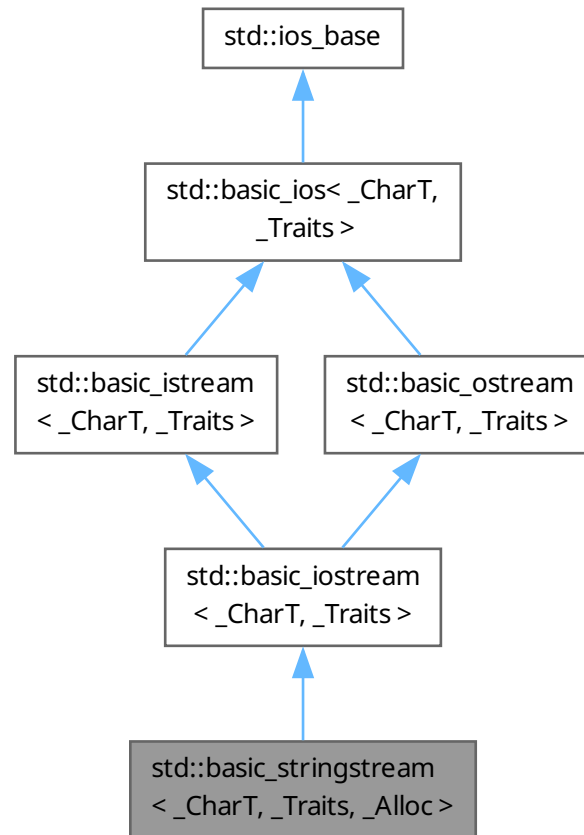 std::ios_base
std::basic_ios< _CharT,
_Traits >
std::basic_istream
< _CharT, _Traits >
std::basic_ostream
< _CharT, _Traits >
std::basic_iostream
< _CharT, _Traits >
std::basic_stringstream
< _CharT, _Traits, _Alloc >